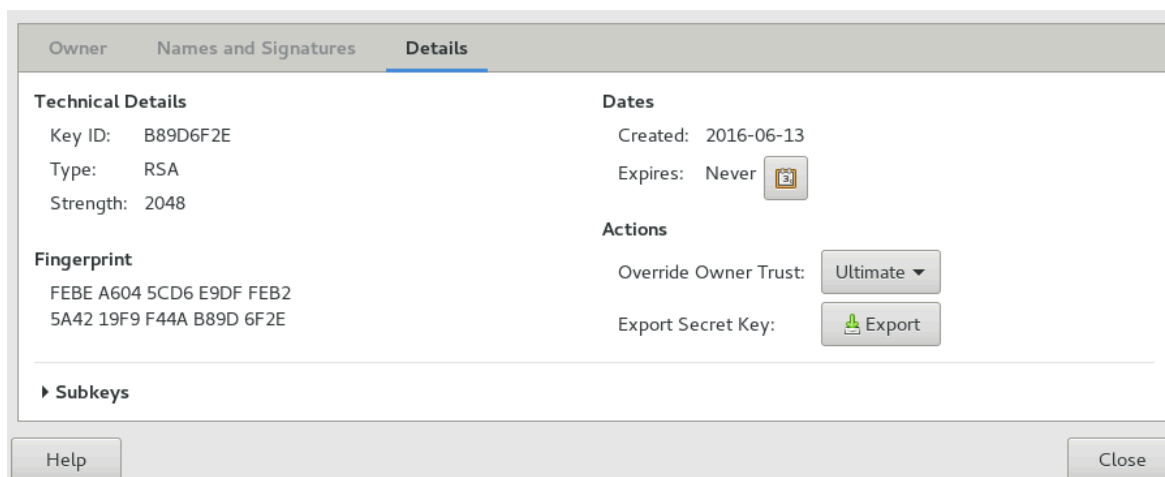 Owner Names and Signatures Details
Technical Details
Key ID: B89D6F2E
Type: RSA
Strength: 2048
Fingerprint
FEBE A604 5CD6 E9DF FEB2
5A42 19F9 F44A B89D 6F2E
Dates
Created: 2016-06-13
Expires: Never
Actions
Override Owner Trust: Ultimate
Export Secret Key: Export
Subkeys
Help Close